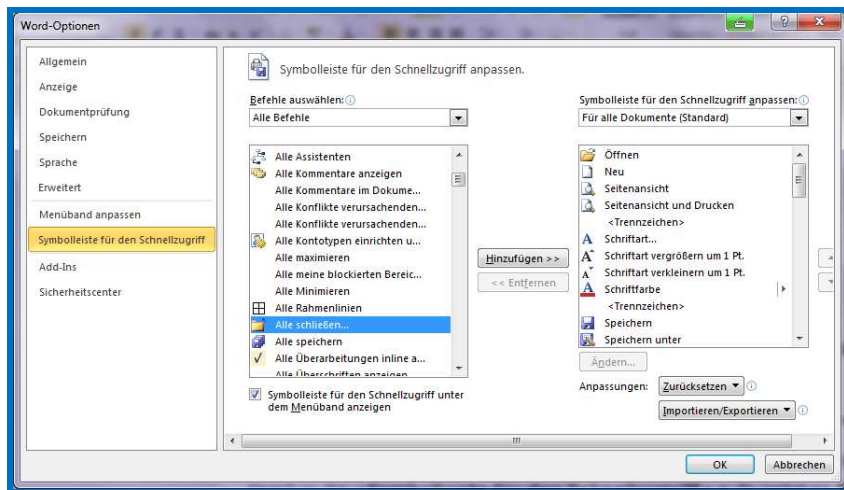 Word-Optionen
Allgemein
Anzeige
Dokumentprüfung
Speichern
Sprache
Erweitert
Menüband anpassen
Symbolleiste für den Schnellzugriff
Add-Ins
Sicherheitscenter
Symbolleiste für den Schnellzugriff anpassen.
Befehle auswählen:
Alle Befehle
Alle Assistenten
Alle Kommentare anzeigen
Alle Kommentare im Dokume...
Alle Konflikte verursachenden...
Alle Konflikte verursachenden...
Alle Kontotypen einrichten u...
Alle maximieren
Alle meine blockierten Bereic...
Alle Minimieren
Alle Rahmenlinien
Alle schließen...
Alle speichern
Alle Überarbeitungen inline a...
Alle Überschriften anzeigen
Symbolleiste für den Schnellzugriff unter
dem Menüband anzeigen
Hinzufügen >>
<< Entfernen
Symbolleiste für den Schnellzugriff anpassen:
Für alle Dokumente (Standard)
Öffnen
Neu
Seitenansicht
Seitenansicht und Drucken
<Trennzeichen>
Schriftart...
Schriftart vergrößern um 1 Pt.
Schriftart verkleinern um 1 Pt.
Schriftfarbe
<Trennzeichen>
Speichern
Speichern unter
Ändern...
Anpassungen: Zurücksetzen
Importieren/Exportieren
OK Abbrechen